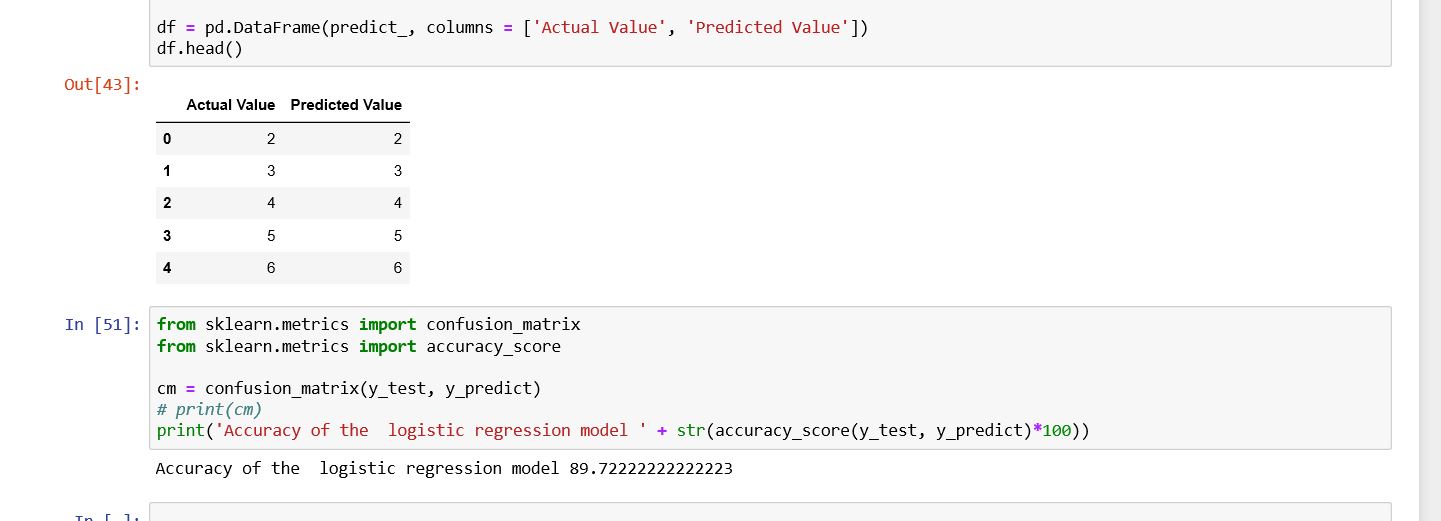 df = pd.DataFrame(predict_, columns = ['Actual Value', 'Predicted Value'])
df.head()
Out[43]:
Actual Value Predicted Value
0 2 2
1 3 3
2 4 4
3 5 5
4 6 6
In [51]: from sklearn.metrics import confusion_matrix
from sklearn.metrics import accuracy_score
cm = confusion_matrix(y_test, y_predict)
# print(cm)
print('Accuracy of the  logistic regression model ' + str(accuracy_score(y_test, y_predict)*100))
Accuracy of the  logistic regression model 89.72222222222223
In [ ]: